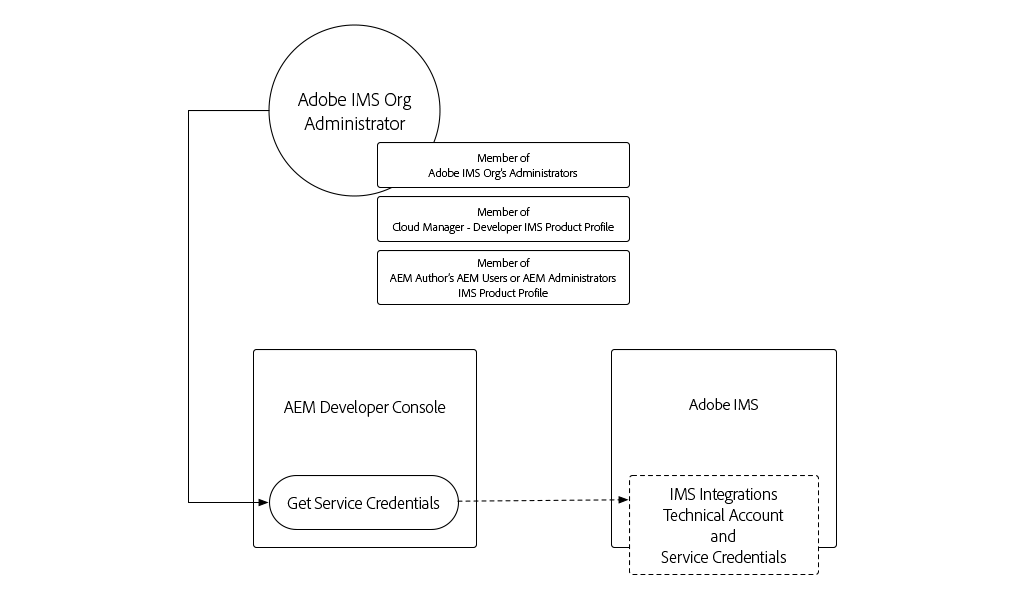 Adobe IMS Org
Administrator
Member of
Adobe IMS Org's Administrators
Member of
Cloud Manager - Developer IMS Product Profile
Member of
AEM Author's AEM Users or AEM Administrators
IMS Product Profile
AEM Developer Console
Get Service Credentials
Adobe IMS
IMS Integrations
Technical Account
and
Service Credentials